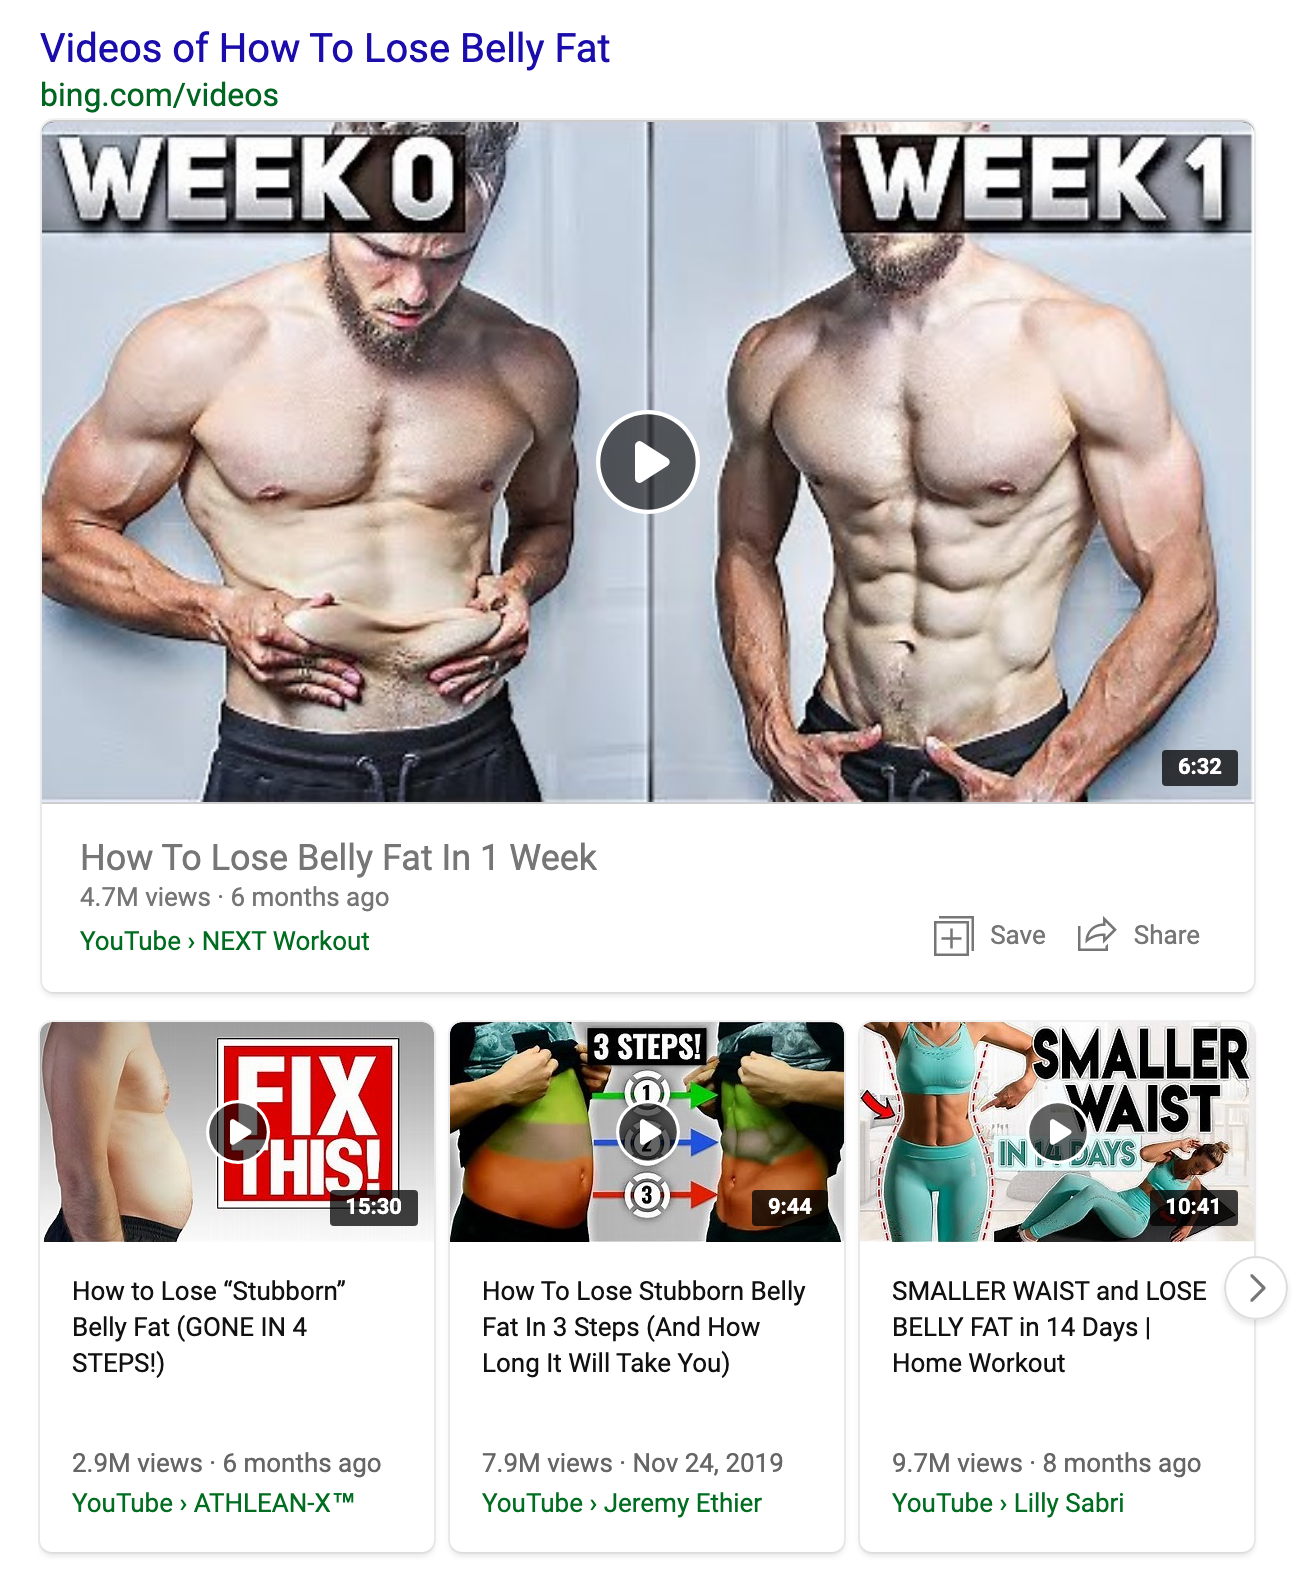 Videos of How To Lose Belly Fat
bing.com/videos
WEEK 0
WEEK 1
6:32
How To Lose Belly Fat In 1 Week
4.7M views · 6 months ago
YouTube › NEXT Workout
Save
Share
FIX
THIS!
15:30
How to Lose “Stubborn”
Belly Fat (GONE IN 4
STEPS!)
2.9M views · 6 months ago
YouTube › ATHLEAN-X™
3 STEPS!
1
2
3
9:44
How To Lose Stubborn Belly
Fat In 3 Steps (And How
Long It Will Take You)
7.9M views · Nov 24, 2019
YouTube › Jeremy Ethier
SMALLER
WAIST
IN 14 DAYS
10:41
SMALLER WAIST and LOSE
BELLY FAT in 14 Days |
Home Workout
9.7M views · 8 months ago
YouTube › Lilly Sabri